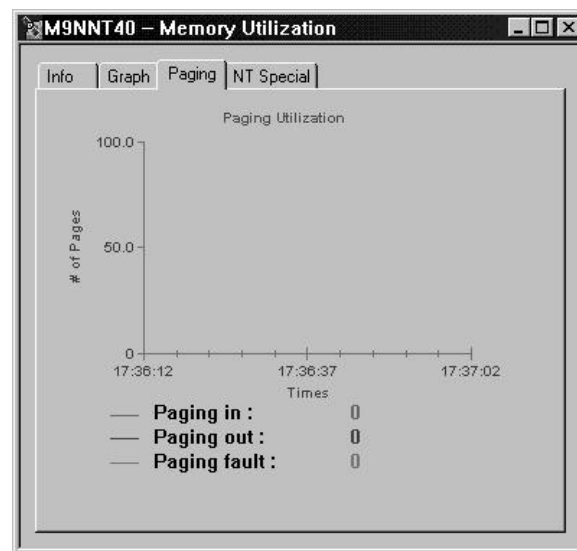 M9NNT40 – Memory Utilization
Info Graph Paging NT Special
Paging Utilization
100.0
# of Pages
50.0
0
17:36:12 17:36:37 17:37:02
Times
Paging in : 0
Paging out : 0
Paging fault : 0